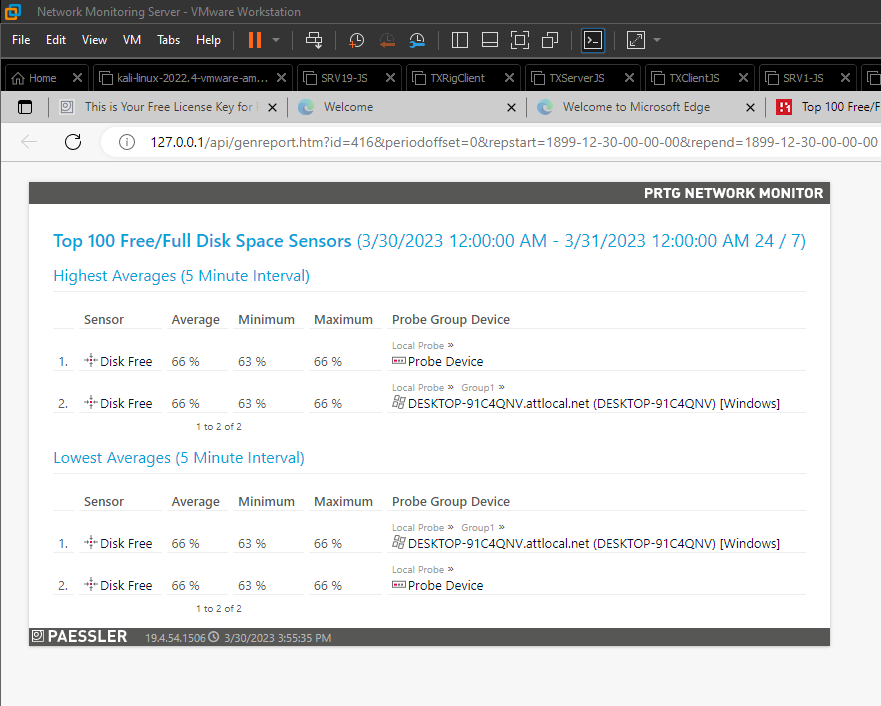 Network Monitoring Server - VMware Workstation
File Edit View VM Tabs Help
Home kali-linux-2022.4-vmware-am... SRV19-JS TXRigClient TXServerJS TXClientJS SRV1-JS
This is Your Free License Key for Welcome Welcome to Microsoft Edge Top 100 Free/F
127.0.0.1/api/genreport.htm?id=416&periodoffset=0&repstart=1899-12-30-00-00-00&repend=1899-12-30-00-00-00
PRTG NETWORK MONITOR
Top 100 Free/Full Disk Space Sensors (3/30/2023 12:00:00 AM - 3/31/2023 12:00:00 AM 24 / 7)
Highest Averages (5 Minute Interval)
Sensor Average Minimum Maximum Probe Group Device
Local Probe »
1. Disk Free 66 % 63 % 66 % Probe Device
Local Probe » Group1 »
2. Disk Free 66 % 63 % 66 % DESKTOP-91C4QNV.attlocal.net (DESKTOP-91C4QNV) [Windows]
1 to 2 of 2
Lowest Averages (5 Minute Interval)
Sensor Average Minimum Maximum Probe Group Device
Local Probe » Group1 »
1. Disk Free 66 % 63 % 66 % DESKTOP-91C4QNV.attlocal.net (DESKTOP-91C4QNV) [Windows]
Local Probe »
2. Disk Free 66 % 63 % 66 % Probe Device
1 to 2 of 2
PAESSLER 19.4.54.1506 3/30/2023 3:55:35 PM